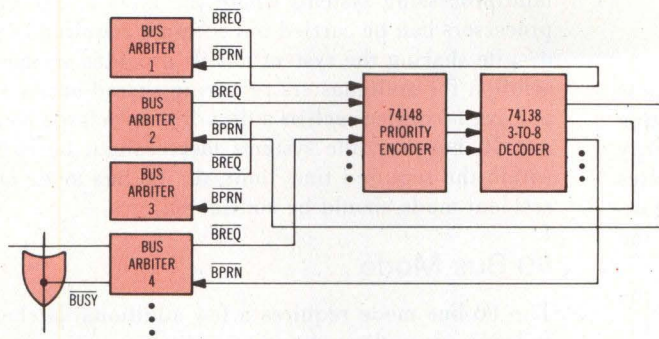 BUS
ARBITER
1
BREQ
BPRN
BUS
ARBITER
2
BREQ
BPRN
BUS
ARBITER
3
BREQ
BPRN
BUS
ARBITER
4
BREQ
BPRN
BUSY
74148
PRIORITY
ENCODER
74138
3-TO-8
DECODER